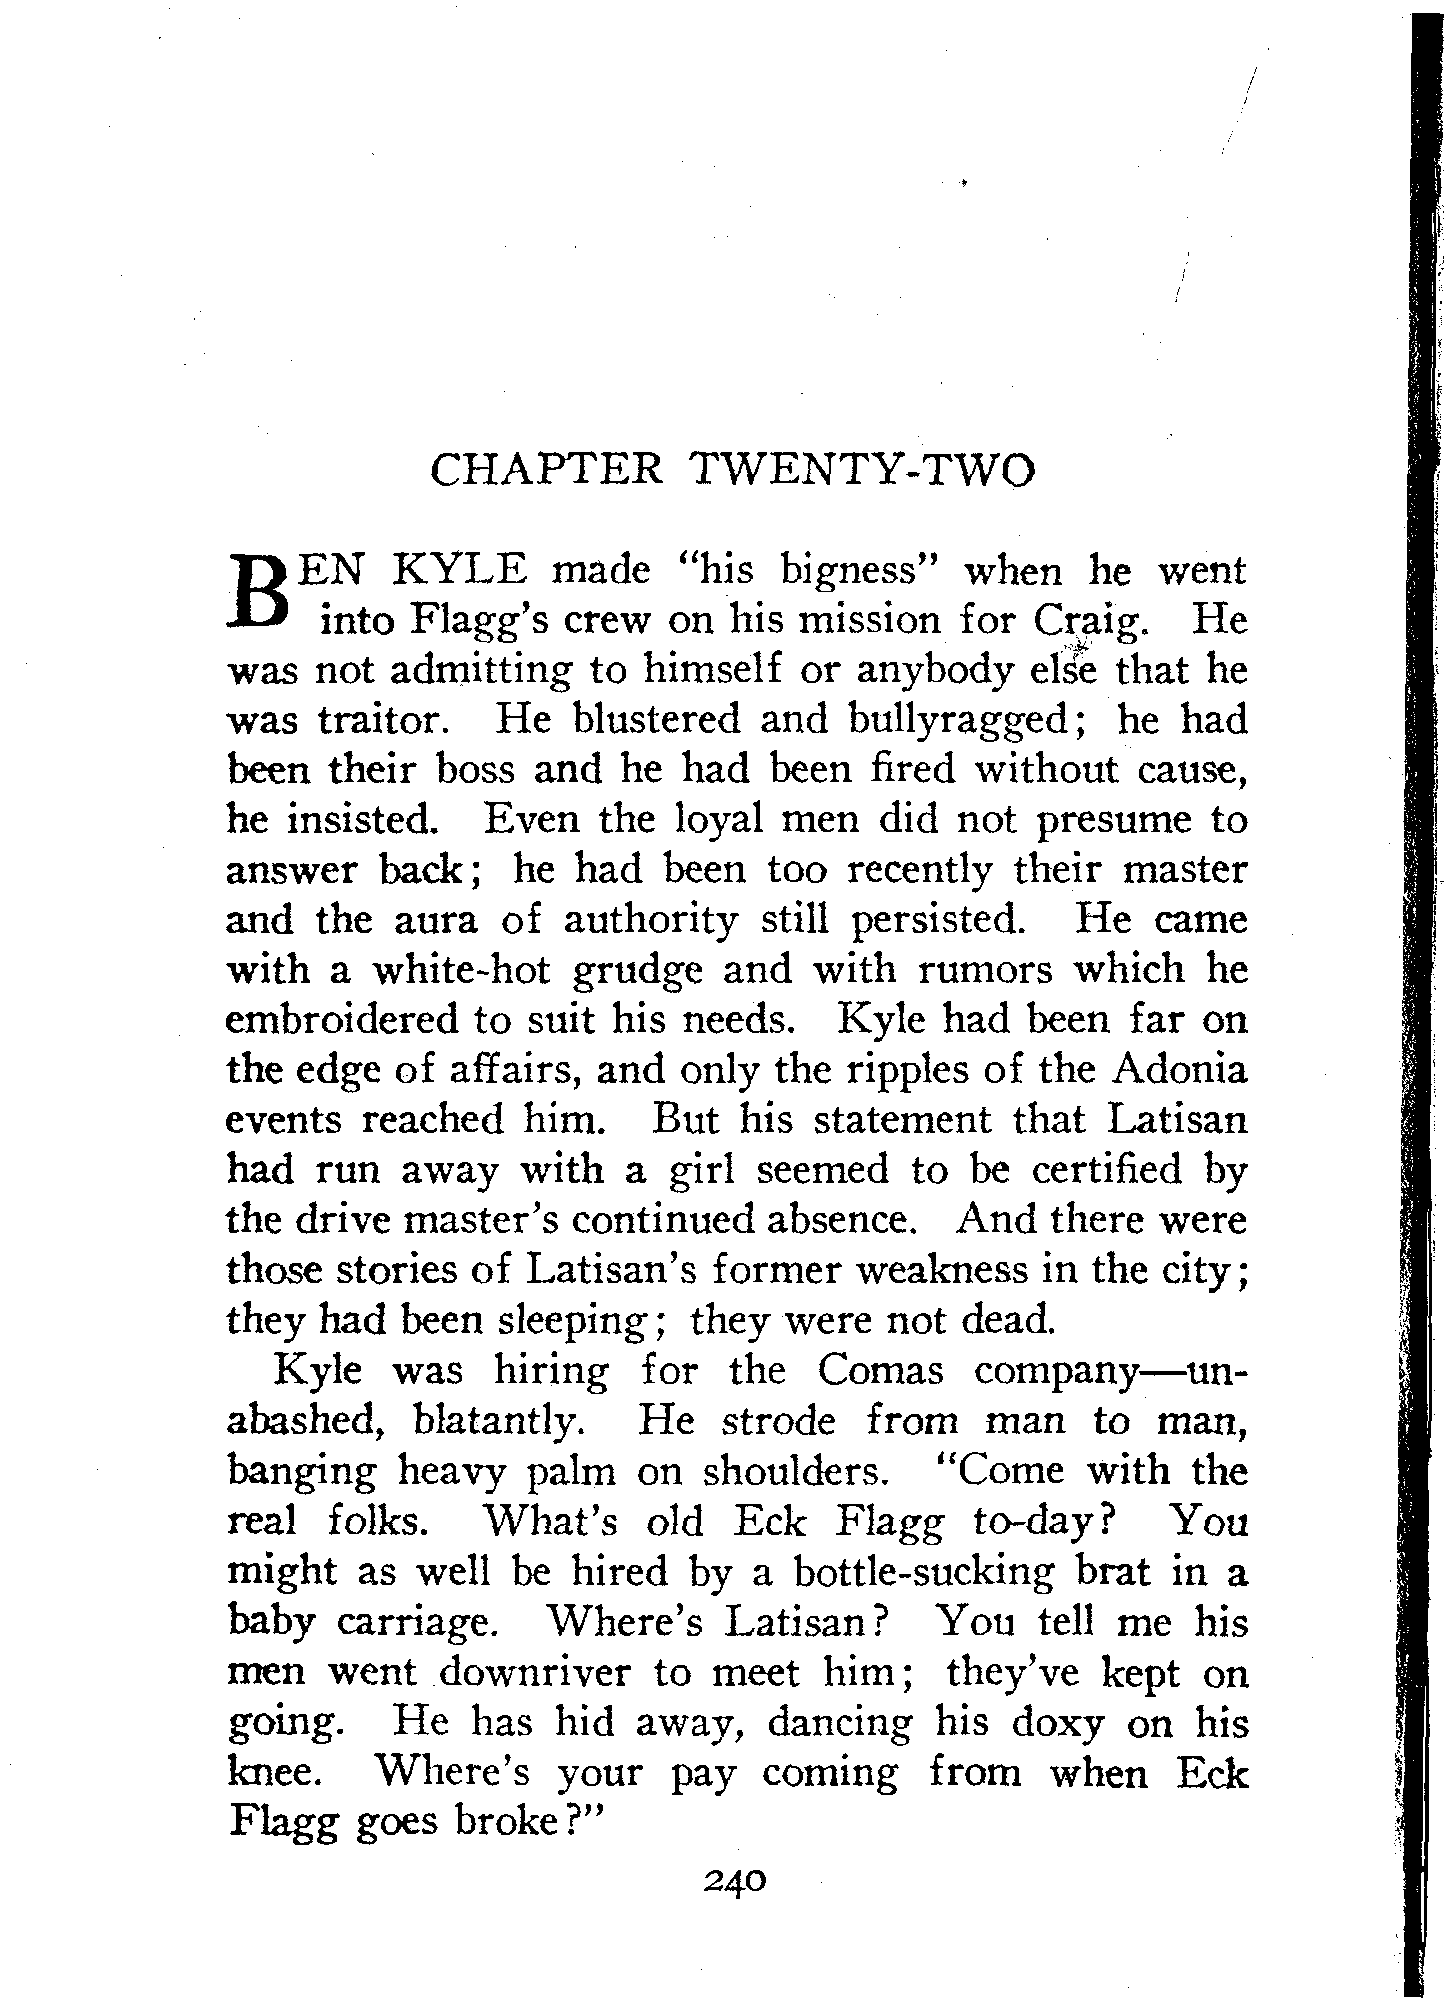 CHAPTER TWENTY-TWO
BEN KYLE made “his bigness” when he went
into Flagg's crew on his mission for Craig. He
was not admitting to himself or anybody else that he
was traitor. He blustered and bullyragged; he had
been their boss and he had been fired without cause,
he insisted. Even the loyal men did not presume to
answer back; he had been too recently their master
and the aura of authority still persisted. He came
with a white-hot grudge and with rumors which he
embroidered to suit his needs. Kyle had been far on
the edge of affairs, and only the ripples of the Adonia
events reached him. But his statement that Latisan
had run away with a girl seemed to be certified by
the drive master's continued absence. And there were
those stories of Latisan's former weakness in the city;
they had been sleeping; they were not dead.
Kyle was hiring for the Comas company—un-
abashed, blatantly. He strode from man to man,
banging heavy palm on shoulders. “Come with the
real folks. What's old Eck Flagg to-day? You
might as well be hired by a bottle-sucking brat in a
baby carriage. Where's Latisan? You tell me his
men went downriver to meet him; they've kept on
going. He has hid away, dancing his doxy on his
knee. Where's your pay coming from when Eck
Flagg goes broke?”
240